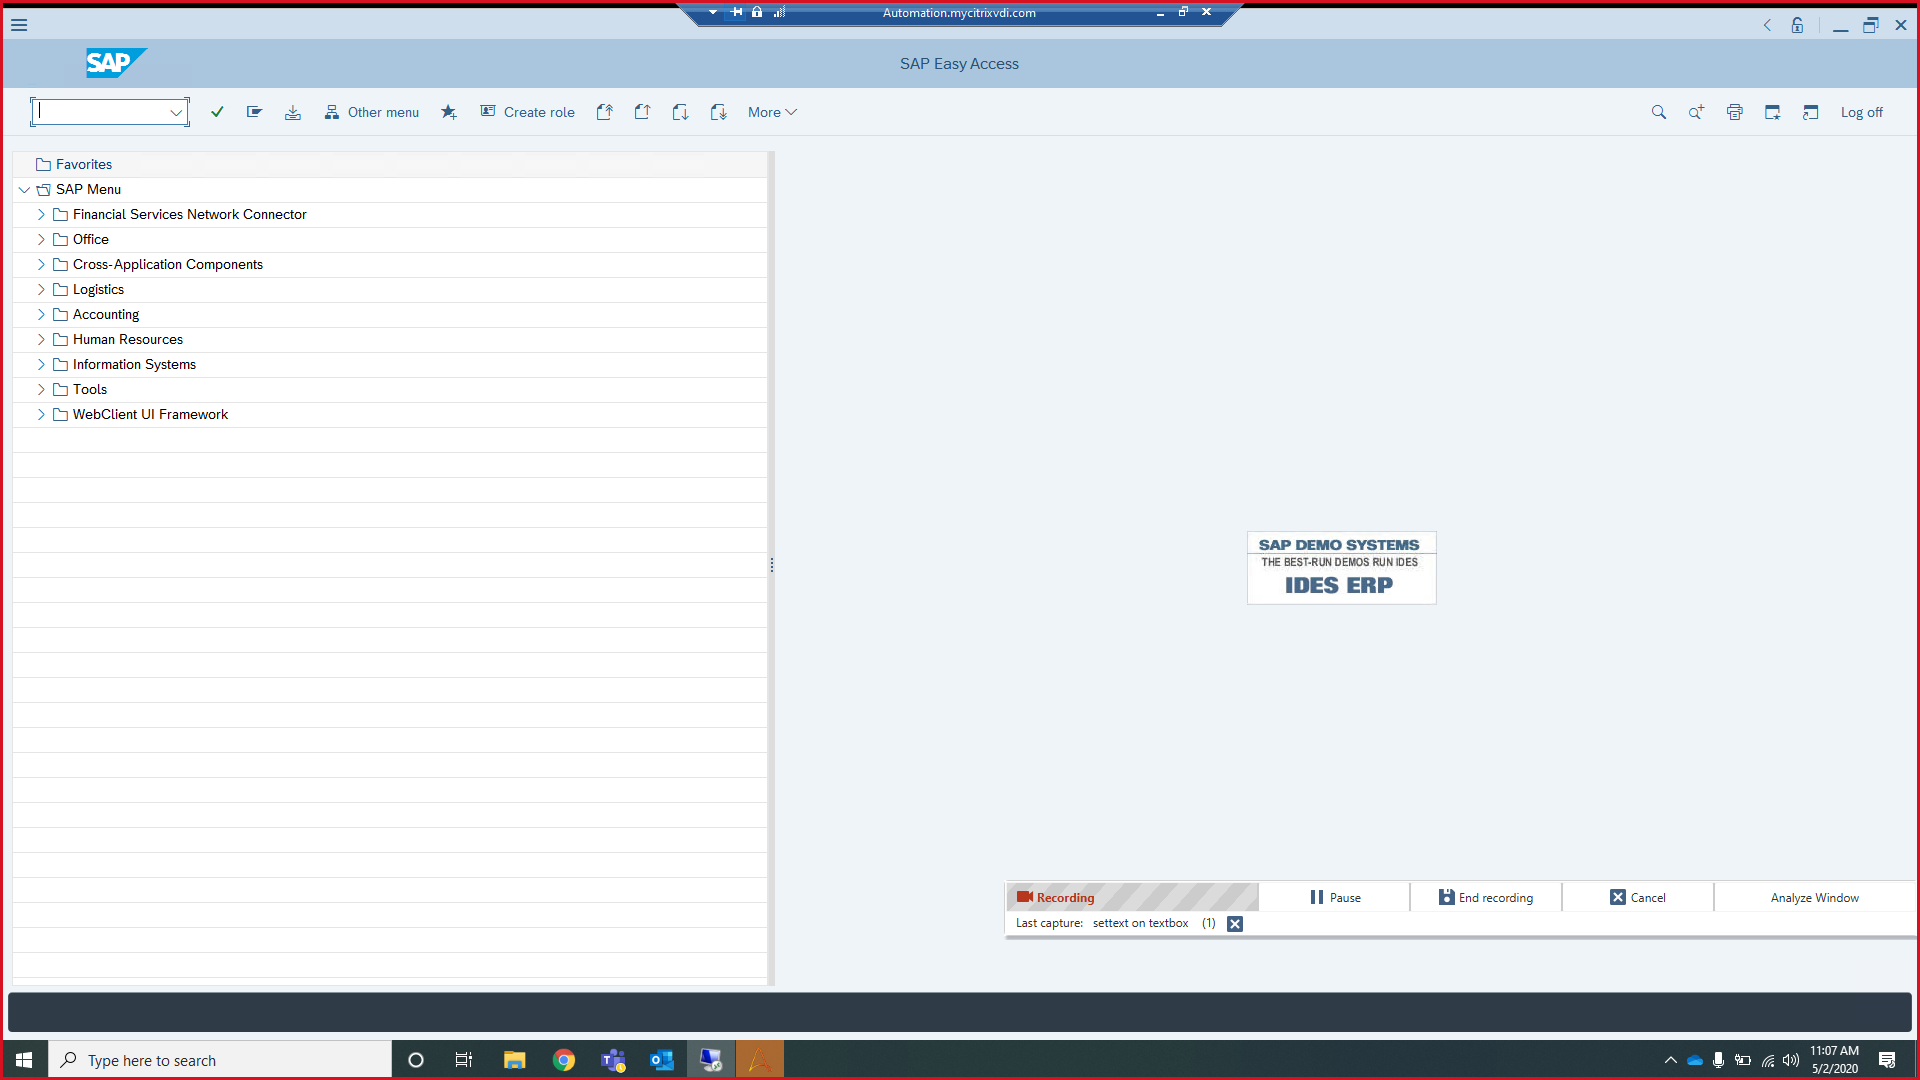 Automation.mycitrixvdi.com
SAP
SAP Easy Access
Other menu
Create role
More
Log off
Favorites
SAP Menu
Financial Services Network Connector
Office
Cross-Application Components
Logistics
Accounting
Human Resources
Information Systems
Tools
WebClient UI Framework
SAP DEMO SYSTEMS
THE BEST-RUN DEMOS RUN IDES
IDES ERP
Recording
Pause
End recording
Cancel
Analyze Window
Last capture: settext on textbox (1)
Type here to search
11:07 AM
5/2/2020